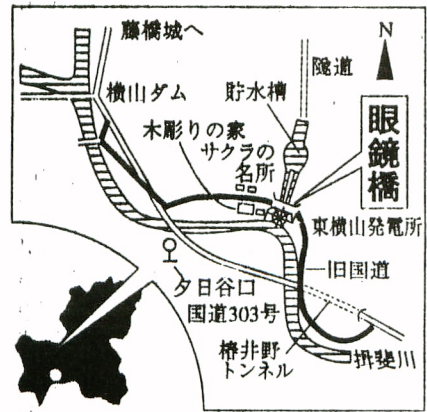 藤橋城へ
N
横山ダム
貯水槽
隧道
木彫りの家
サクラの
名所
眼鏡橋
東横山発電所
旧国道
夕日谷口
国道303号
椿井野
トンネル
揖斐川